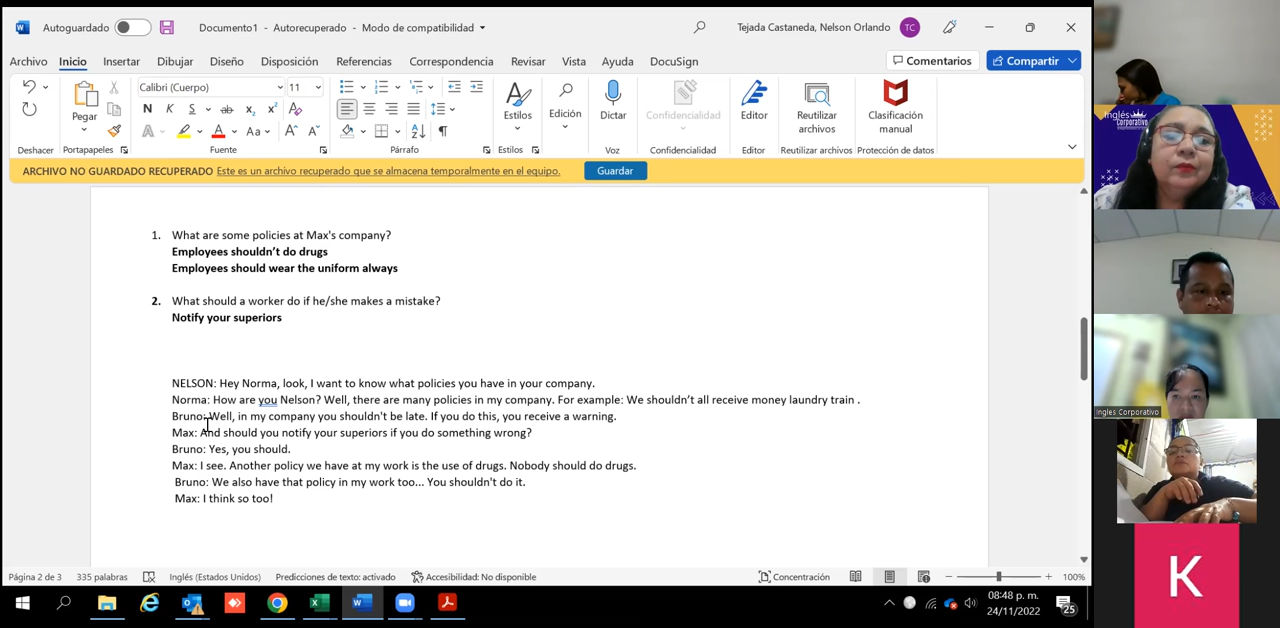 Autoguardado
Documento1 - Autorecuperado - Modo de compatibilidad
Tejada Castaneda, Nelson Orlando
TC
Archivo Inicio Insertar Dibujar Diseño Disposición Referencias Correspondencia Revisar Vista Ayuda DocuSign
Comentarios
Compartir
Pegar
Calibri (Cuerpo) 11
N K S ab x₂ x²
A A Aa A A
Estilos
Edición
Dictar
Confidencialidad
Editor
Reutilizar archivos
Clasificación manual
Deshacer Portapapeles Fuente Párrafo Estilos Voz Confidencialidad Editor Reutilizar archivos Protección de datos
ARCHIVO NO GUARDADO RECUPERADO Este es un archivo recuperado que se almacena temporalmente en el equipo. Guardar
1. What are some policies at Max's company?
Employees shouldn't do drugs
Employees should wear the uniform always
2. What should a worker do if he/she makes a mistake?
Notify your superiors
NELSON: Hey Norma, look, I want to know what policies you have in your company.
Norma: How are you Nelson? Well, there are many policies in my company. For example: We shouldn't all receive money laundry train .
Bruno: Well, in my company you shouldn't be late. If you do this, you receive a warning.
Max: And should you notify your superiors if you do something wrong?
Bruno: Yes, you should.
Max: I see. Another policy we have at my work is the use of drugs. Nobody should do drugs.
Bruno: We also have that policy in my work too... You shouldn't do it.
Max: I think so too!
Página 2 de 3 335 palabras Inglés (Estados Unidos) Predicciones de texto: activado Accesibilidad: No disponible Concentración 100%
08:48 p. m.
24/11/2022
25
Inglés
Corporativo
Ingles Corporativo
K